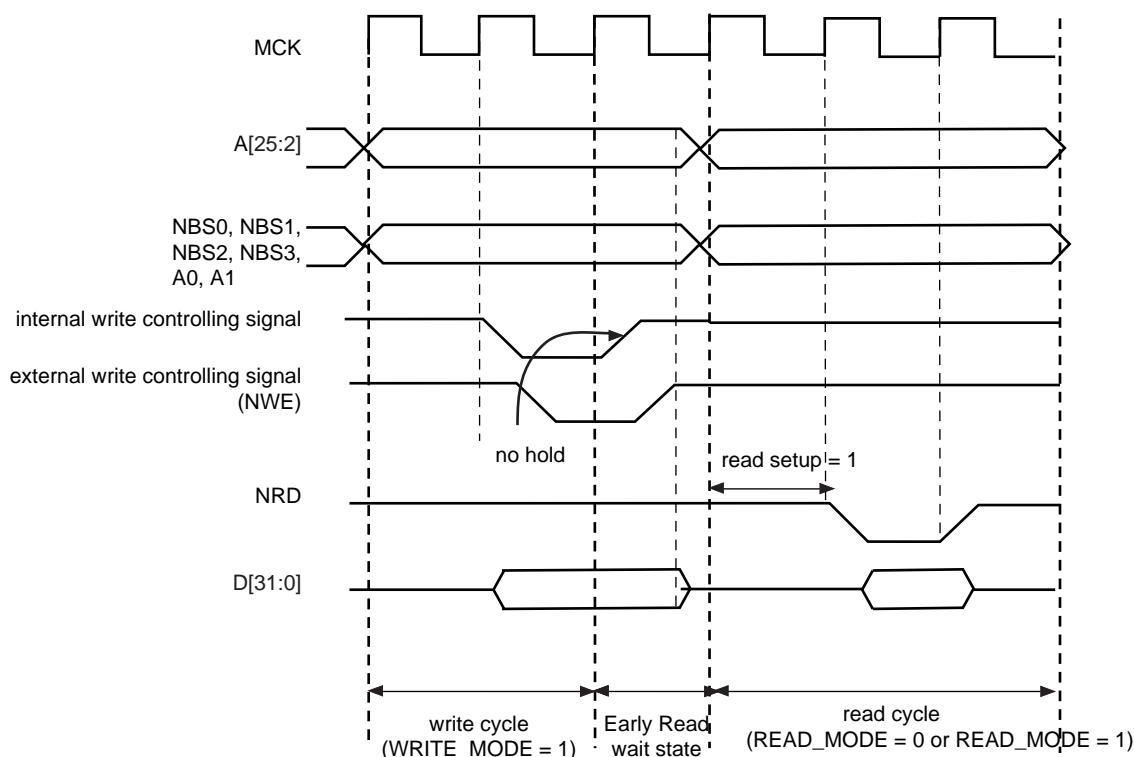 MCK
A[25:2]
NBS0, NBS1,
NBS2, NBS3,
A0, A1
internal write controlling signal
external write controlling signal
(NWE)
no hold
read setup = 1
NRD
D[31:0]
write cycle
(WRITE_MODE = 1)
Early Read
wait state
read cycle
(READ_MODE = 0 or READ_MODE = 1)